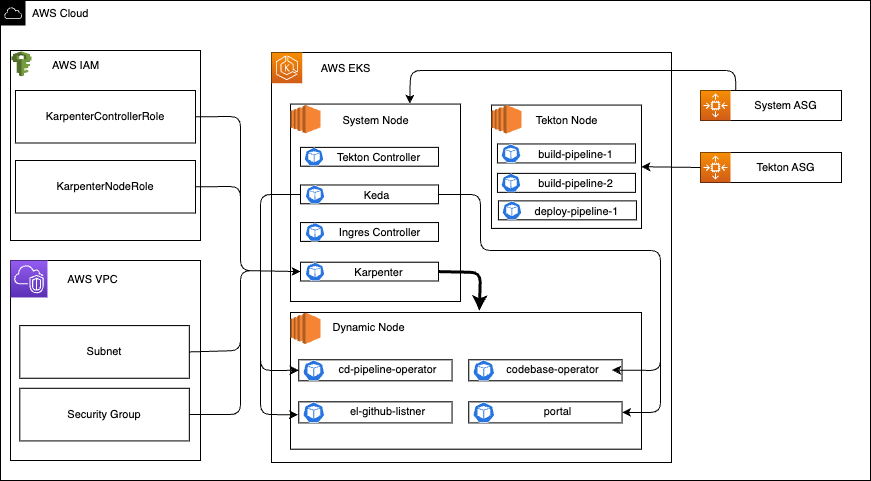 AWS Cloud
AWS IAM
KarpenterControllerRole
KarpenterNodeRole
AWS VPC
Subnet
Security Group
AWS EKS
System Node
Tekton Controller
Keda
Ingres Controller
Karpenter
Tekton Node
build-pipeline-1
build-pipeline-2
deploy-pipeline-1
Dynamic Node
cd-pipeline-operator
codebase-operator
el-github-listner
portal
System ASG
Tekton ASG